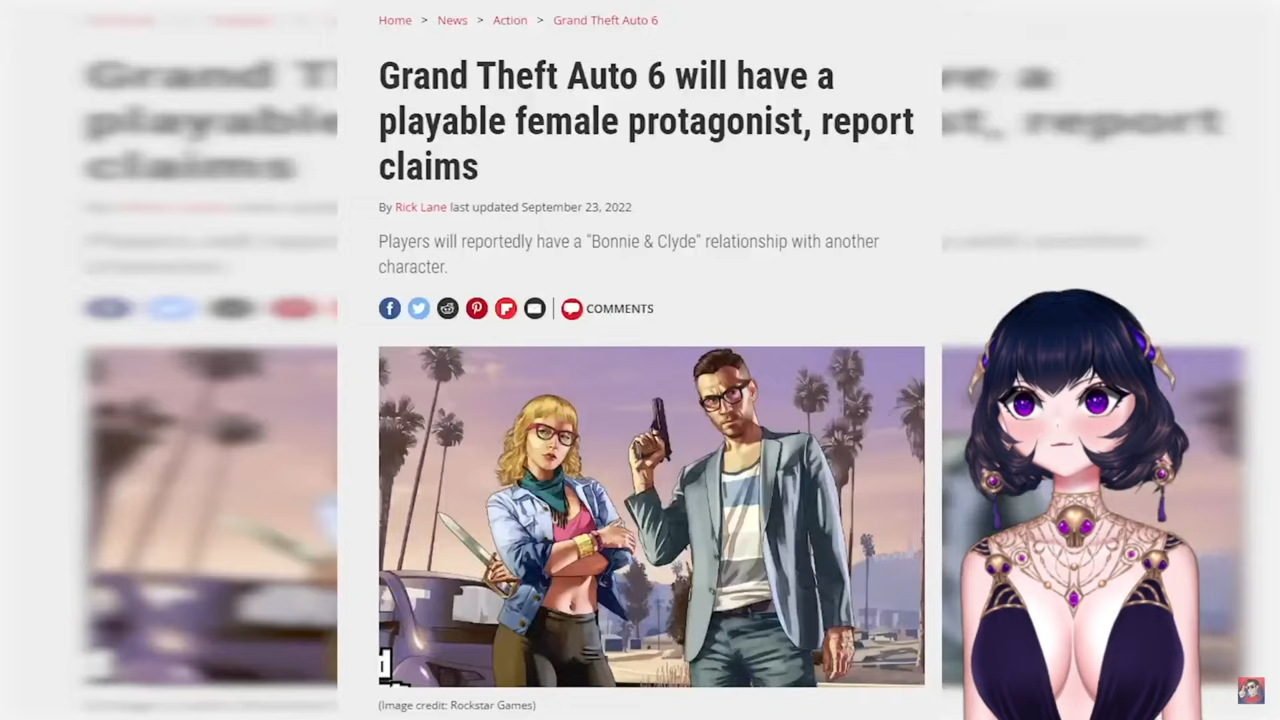 Home > News > Action > Grand Theft Auto 6
Grand Theft Auto 6 will have a
playable female protagonist, report
claims
By Rick Lane last updated September 23, 2022
Players will reportedly have a "Bonnie & Clyde" relationship with another
character.
COMMENTS
(Image credit: Rockstar Games)